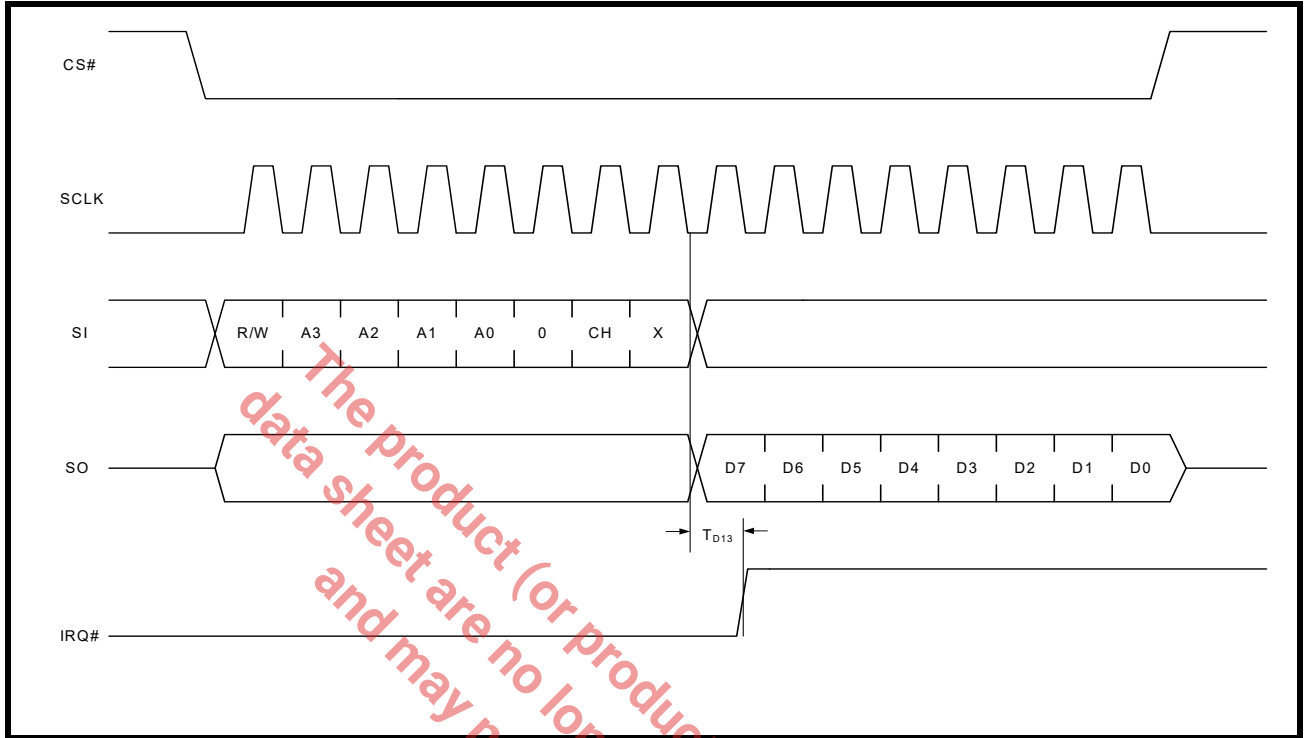 CS#
SCLK
SI
R/W A3 A2 A1 A0 0 CH X
SO
D7 D6 D5 D4 D3 D2 D1 D0
TD13
IRQ#
The product (or produc
data sheet are no lon
and may